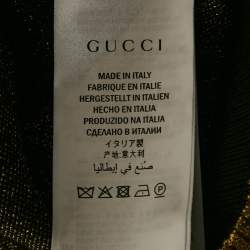 GUCCI
MADE IN ITALY
FABRIQUE EN ITALIE
HERGESTELLT IN ITALIEN
HECHO EN ITALIA
PRODUZIDO NA ITALIA
СДЕЛАНО В ИТАЛИИ
イタリア製
产地:意大利
صنع في إيطاليا